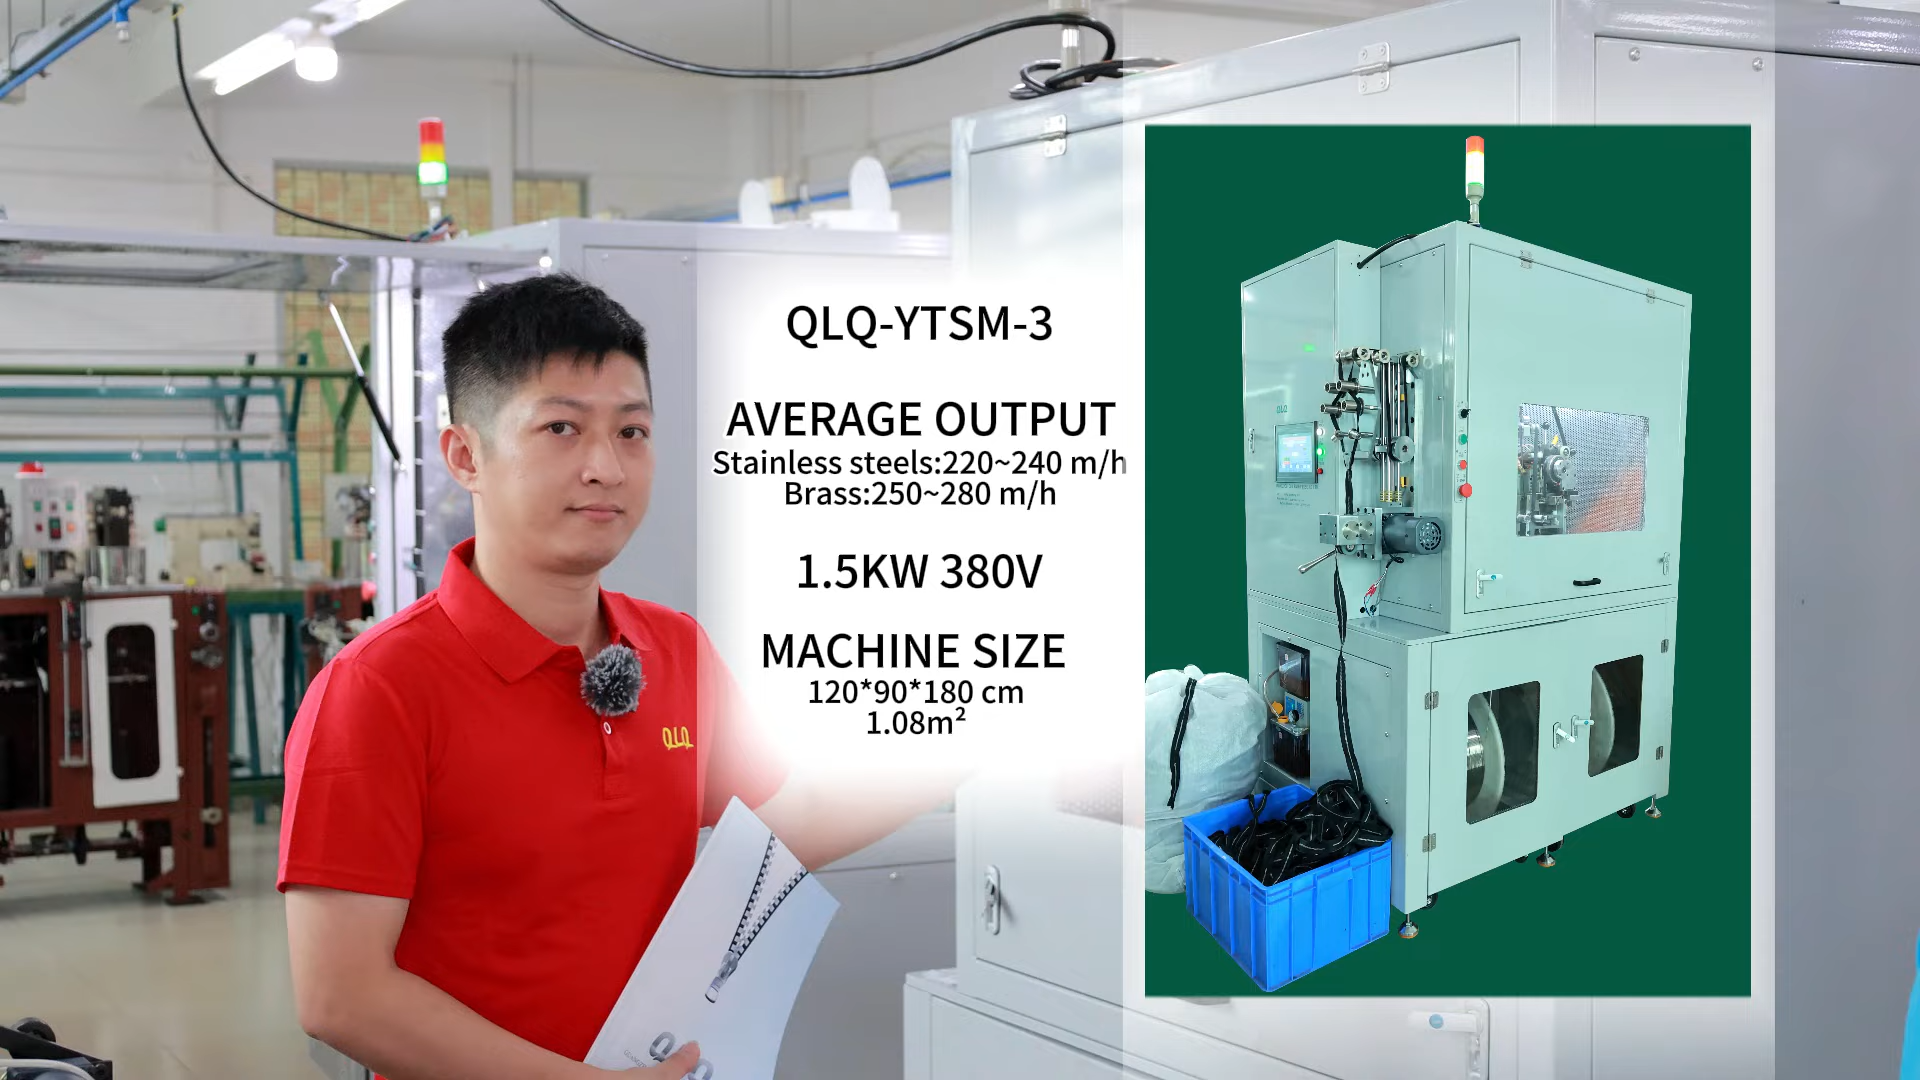 QLQ-YTSM-3
AVERAGE OUTPUT
Stainless steels:220~240 m/h
Brass:250~280 m/h
1.5KW 380V
MACHINE SIZE
120*90*180 cm
1.08m²
QLQ
QLQ